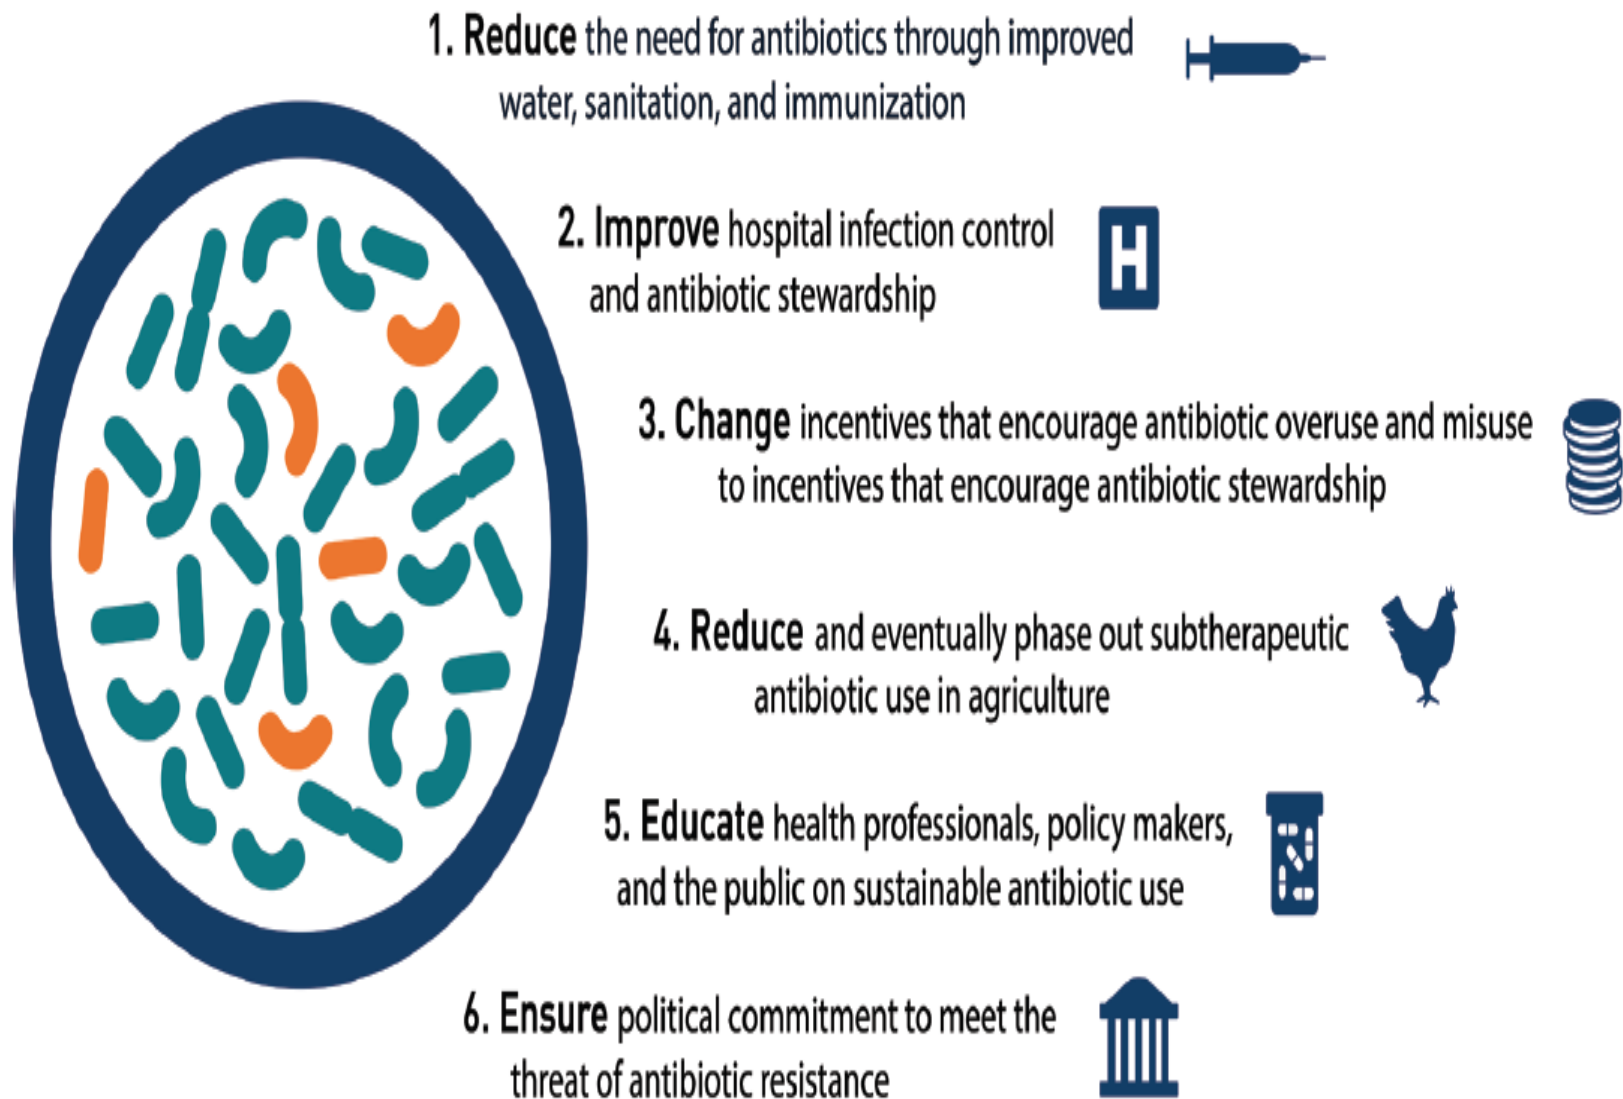 1. Reduce the need for antibiotics through improved
water, sanitation, and immunization
2. Improve hospital infection control
and antibiotic stewardship
H
3. Change incentives that encourage antibiotic overuse and misuse
to incentives that encourage antibiotic stewardship
4. Reduce and eventually phase out subtherapeutic
antibiotic use in agriculture
5. Educate health professionals, policy makers,
and the public on sustainable antibiotic use
6. Ensure political commitment to meet the
threat of antibiotic resistance